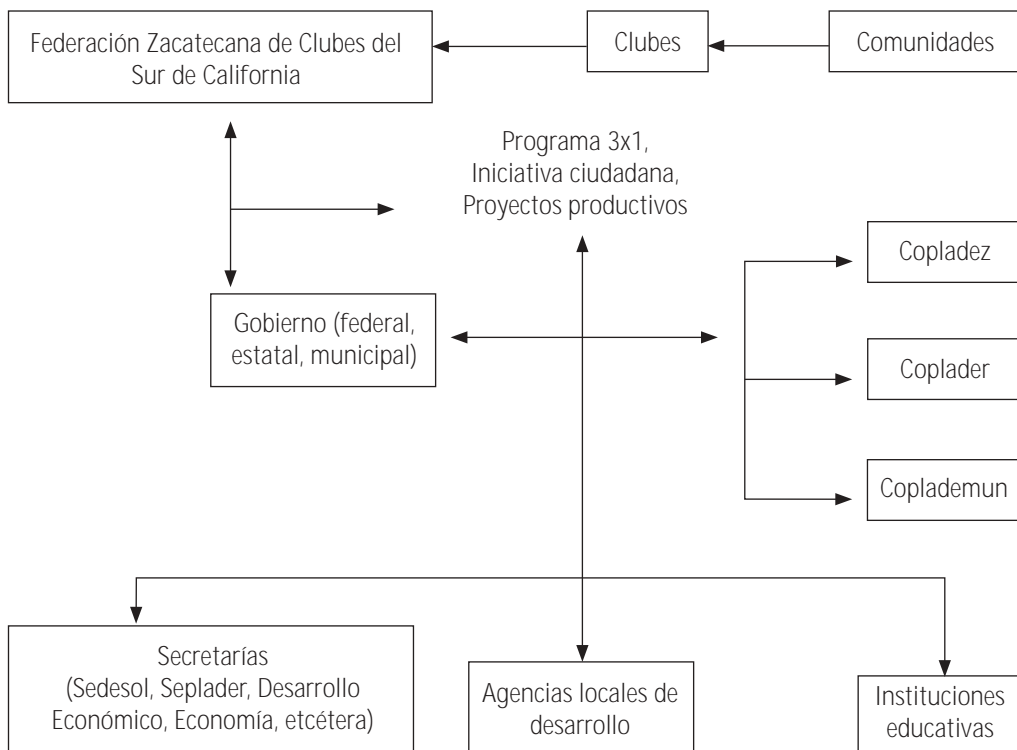 Federación Zacatecana de Clubes del
Sur de California
Clubes
Comunidades
Programa 3x1,
Iniciativa ciudadana,
Proyectos productivos
Copladez
Gobierno (federal,
estatal, municipal)
Coplader
Coplademun
Secretarías
(Sedesol, Seplader, Desarrollo
Económico, Economía, etcétera)
Agencias locales de
desarrollo
Instituciones
educativas